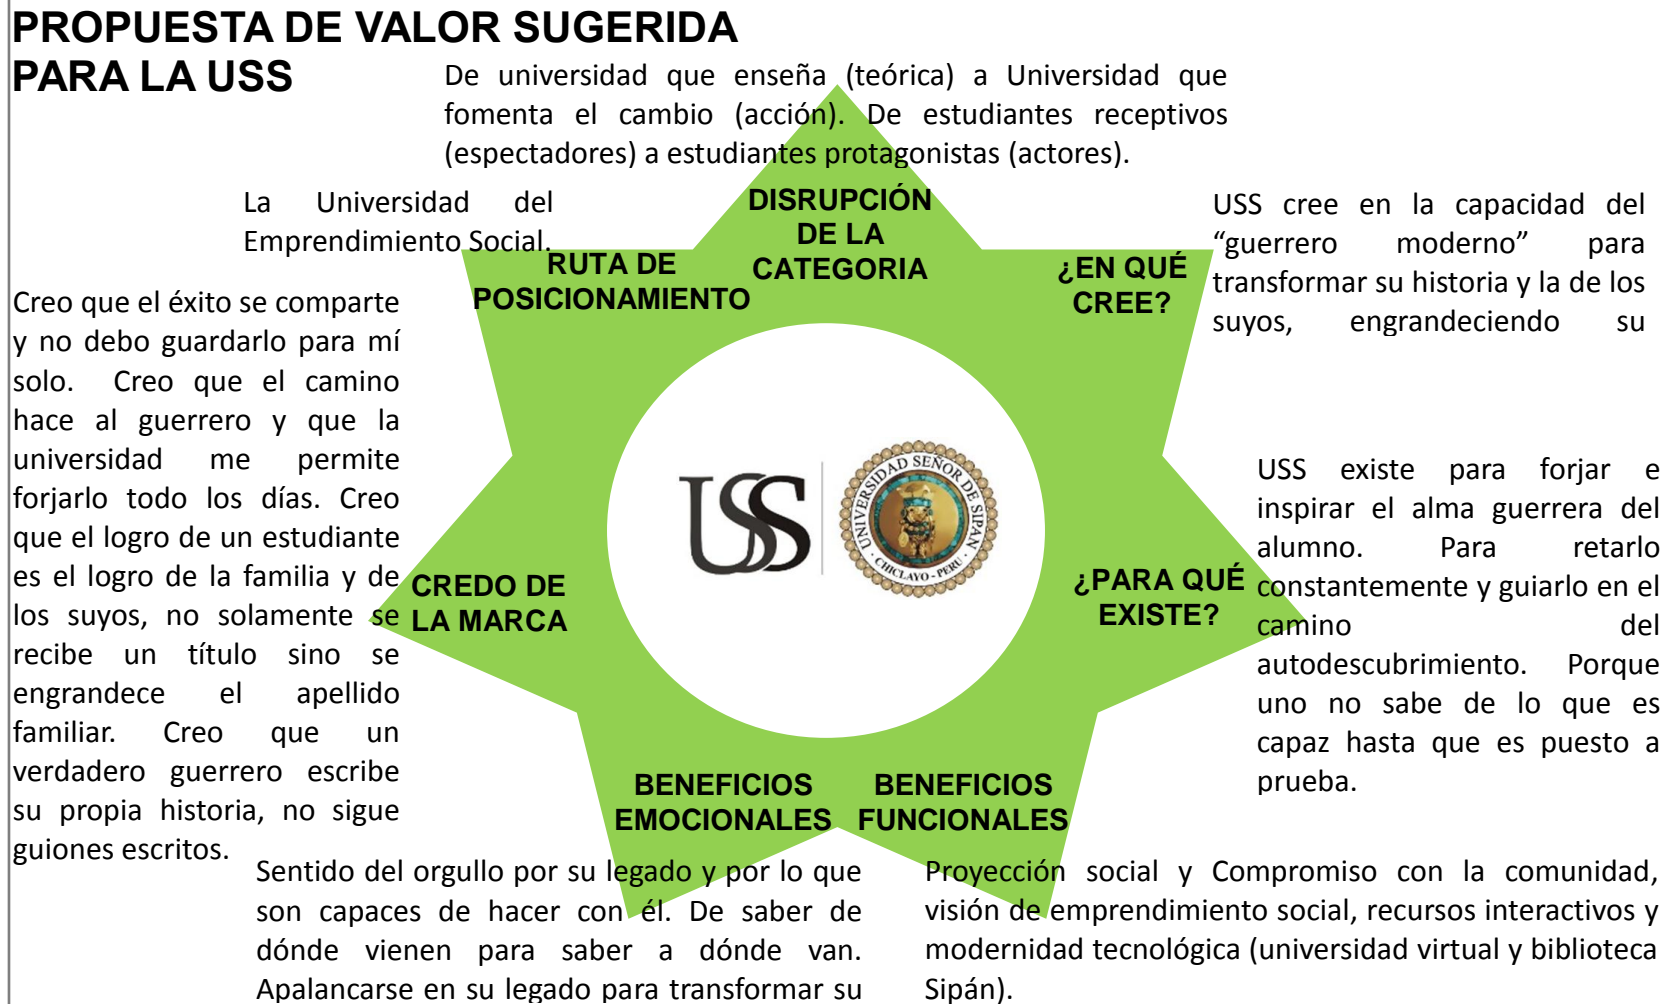 PROPUESTA DE VALOR SUGERIDA
PARA LA USS
De universidad que enseña (teórica) a Universidad que
fomenta el cambio (acción). De estudiantes receptivos
(espectadores) a estudiantes protagonistas (actores).
DISRUPCIÓN
DE LA
CATEGORIA
La Universidad del
Emprendimiento Social.
RUTA DE
POSICIONAMIENTO
¿EN QUÉ
CREE?
USS cree en la capacidad del
“guerrero moderno” para
transformar su historia y la de los
suyos, engrandeciendo su
Creo que el éxito se comparte
y no debo guardarlo para mí
solo. Creo que el camino
hace al guerrero y que la
universidad me permite
forjarlo todo los días. Creo
que el logro de un estudiante
es el logro de la familia y de
los suyos, no solamente se
recibe un título sino se
engrandece el apellido
familiar. Creo que un
verdadero guerrero escribe
su propia historia, no sigue
guiones escritos.
CREDO DE
LA MARCA
USS
UNIVERSIDAD SEÑOR DE SIPAN
CHICLAYO - PERU
¿PARA QUÉ
EXISTE?
USS existe para forjar e
inspirar el alma guerrera del
alumno. Para retarlo
constantemente y guiarlo en el
camino del
autodescubrimiento. Porque
uno no sabe de lo que es
capaz hasta que es puesto a
prueba.
BENEFICIOS
EMOCIONALES
BENEFICIOS
FUNCIONALES
Sentido del orgullo por su legado y por lo que
son capaces de hacer con él. De saber de
dónde vienen para saber a dónde van.
Apalancarse en su legado para transformar su
Proyección social y Compromiso con la comunidad,
visión de emprendimiento social, recursos interactivos y
modernidad tecnológica (universidad virtual y biblioteca
Sipán).